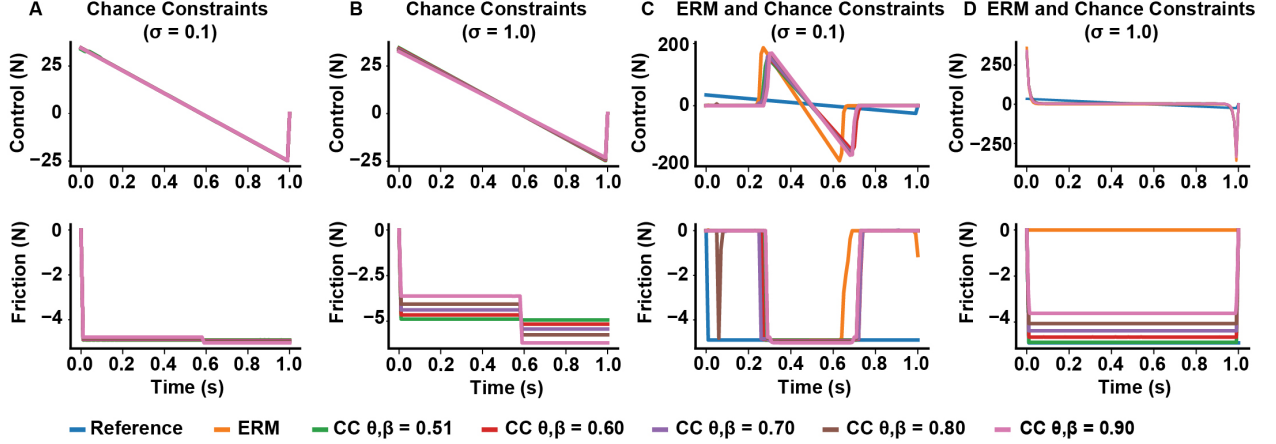 A Chance Constraints
(σ = 0.1)
B Chance Constraints
(σ = 1.0)
C ERM and Chance Constraints
(σ = 0.1)
D ERM and Chance Constraints
(σ = 1.0)
Control (N)
25
0
−25
0.0 0.2 0.4 0.6 0.8 1.0
Control (N)
25
0
−25
0.0 0.2 0.4 0.6 0.8 1.0
Control (N)
200
0
-200
0.0 0.2 0.4 0.6 0.8 1.0
Control (N)
250
0
−250
0.0 0.2 0.4 0.6 0.8 1.0
Friction (N)
0
−2
−4
0.0 0.2 0.4 0.6 0.8 1.0
Time (s)
Friction (N)
0
−2.5
−5
0.0 0.2 0.4 0.6 0.8 1.0
Time (s)
Friction (N)
0
−2
−4
0.0 0.2 0.4 0.6 0.8 1.0
Time (s)
Friction (N)
0
−2
−4
0.0 0.2 0.4 0.6 0.8 1.0
Time (s)
Reference ERM CC θ,β = 0.51 CC θ,β = 0.60 CC θ,β = 0.70 CC θ,β = 0.80 CC θ,β = 0.90